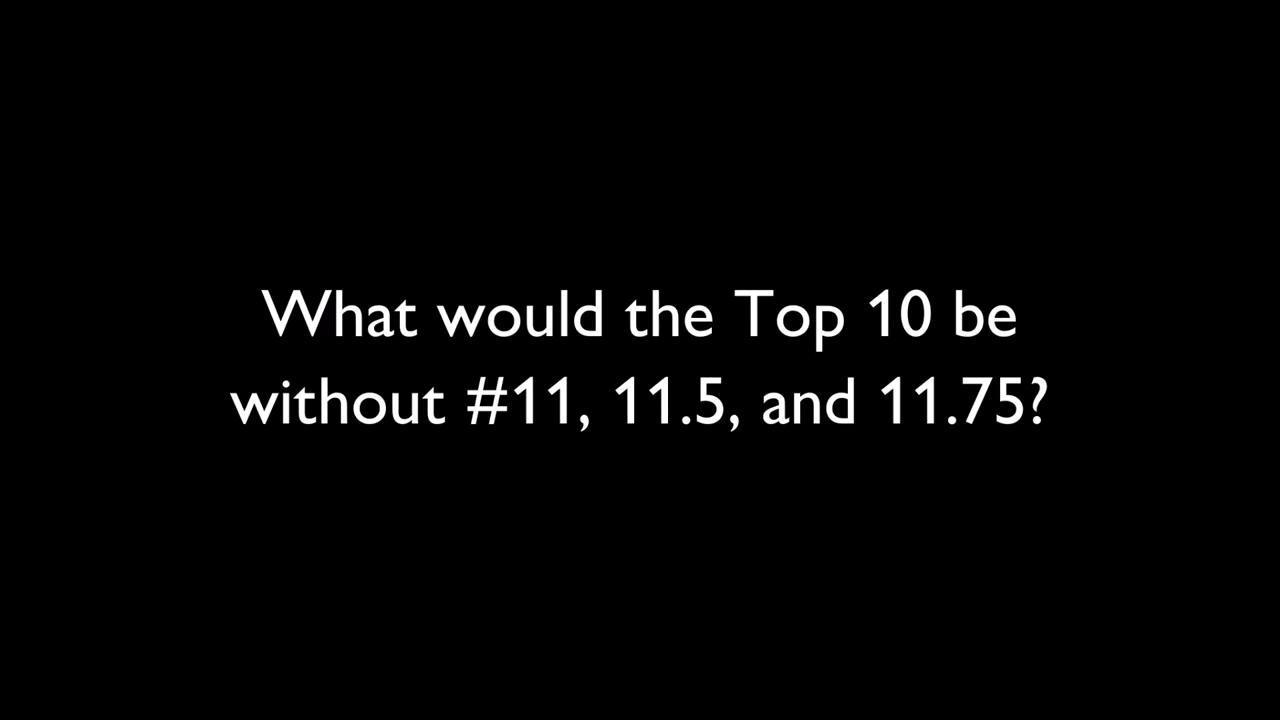 What would the Top 10 be
without #11, 11.5, and 11.75?